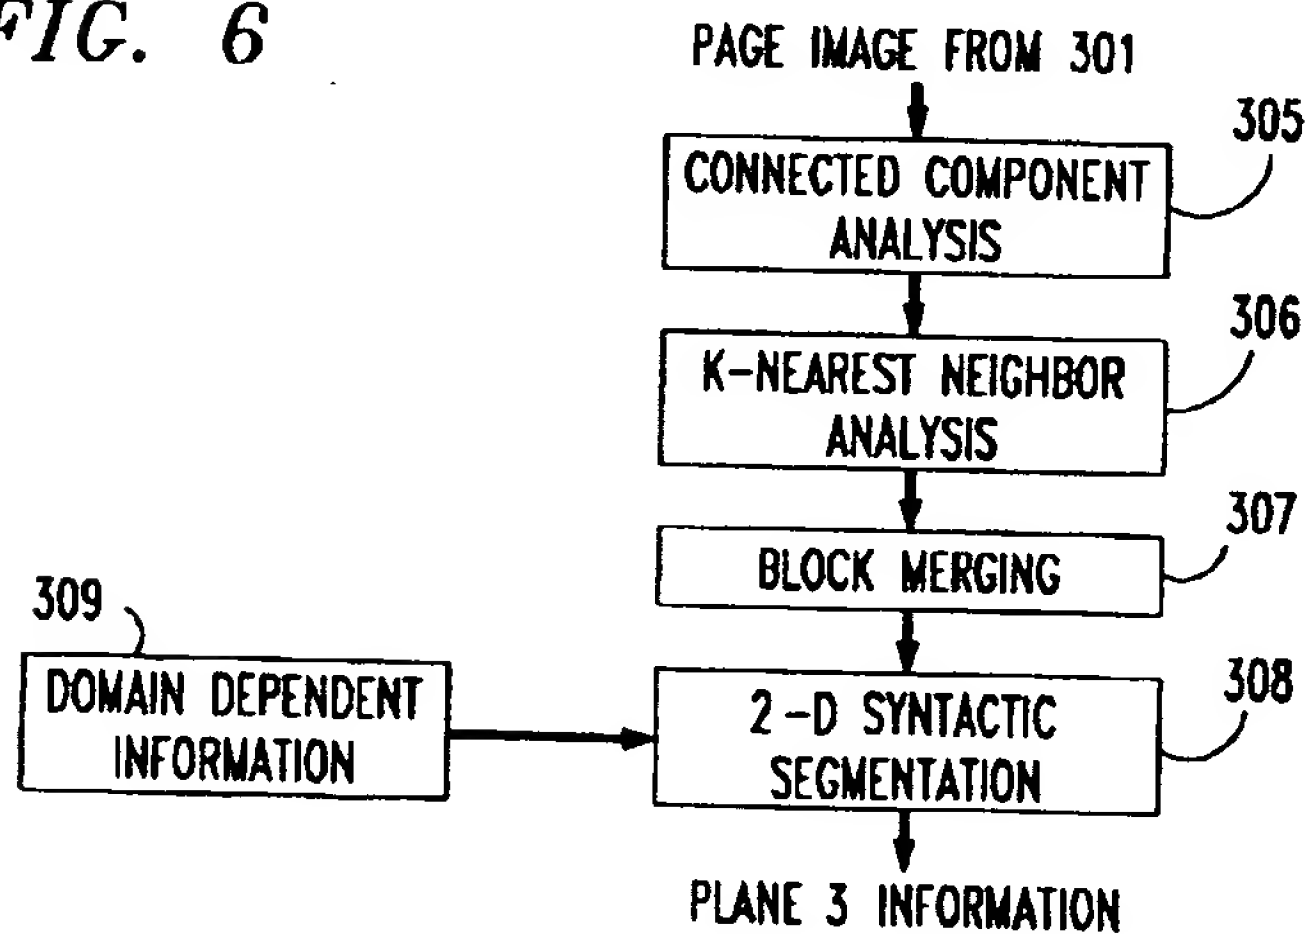 FIG. 6
PAGE IMAGE FROM 301
305
CONNECTED COMPONENT
ANALYSIS
306
K-NEAREST NEIGHBOR
ANALYSIS
307
BLOCK MERGING
309
DOMAIN DEPENDENT
INFORMATION
308
2-D SYNTACTIC
SEGMENTATION
PLANE 3 INFORMATION